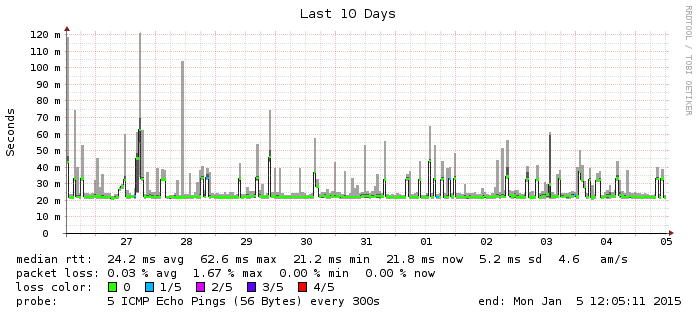 Last 10 Days
RRDTOOL / TOBI OETIKER
Seconds
120 m
110 m
100 m
90 m
80 m
70 m
60 m
50 m
40 m
30 m
20 m
10 m
0
27 28 29 30 31 01 02 03 04 05
median rtt: 24.2 ms avg 62.6 ms max 21.2 ms min 21.8 ms now 5.2 ms sd 4.6 am/s
packet loss: 0.03 % avg 1.67 % max 0.00 % min 0.00 % now
loss color: 0 1/5 2/5 3/5 4/5
probe: 5 ICMP Echo Pings (56 Bytes) every 300s end: Mon Jan 5 12:05:11 2015